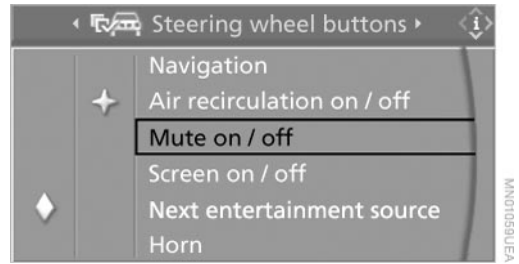 Steering wheel buttons
i
Navigation
Air recirculation on / off
Mute on / off
Screen on / off
Next entertainment source
Horn
MN01059UEA